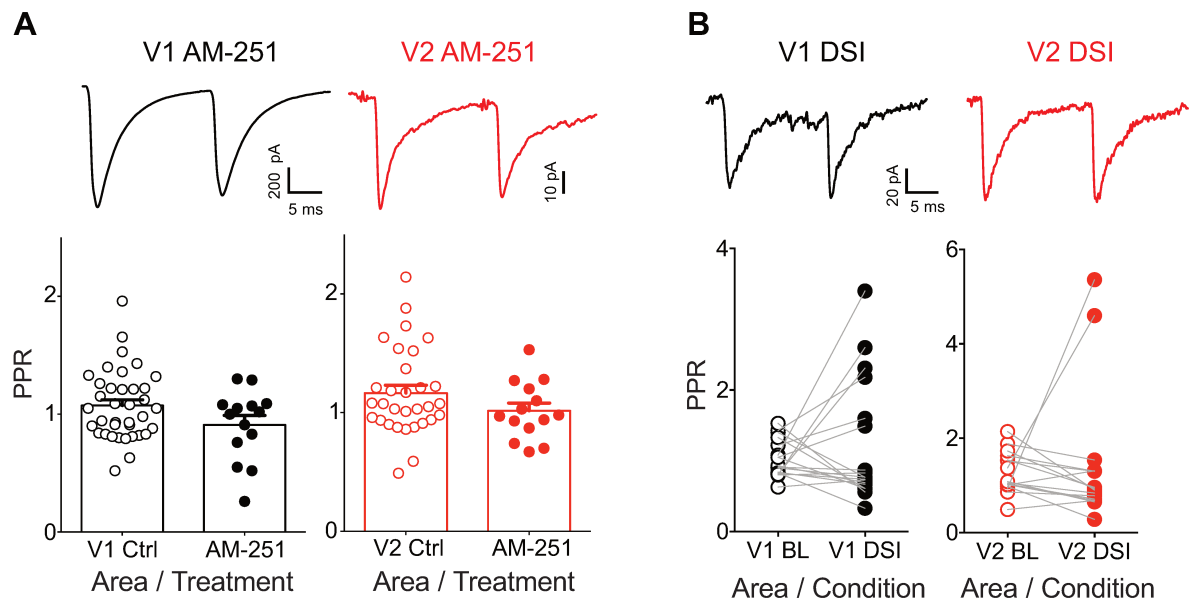 A
V1 AM-251
V2 AM-251
200 pA
5 ms
10 pA
PPR
2
1
0
V1 Ctrl
AM-251
Area / Treatment
2
1
0
V2 Ctrl
AM-251
Area / Treatment
B
V1 DSI
V2 DSI
20 pA
5 ms
PPR
4
2
0
V1 BL
V1 DSI
Area / Condition
6
4
2
0
V2 BL
V2 DSI
Area / Condition